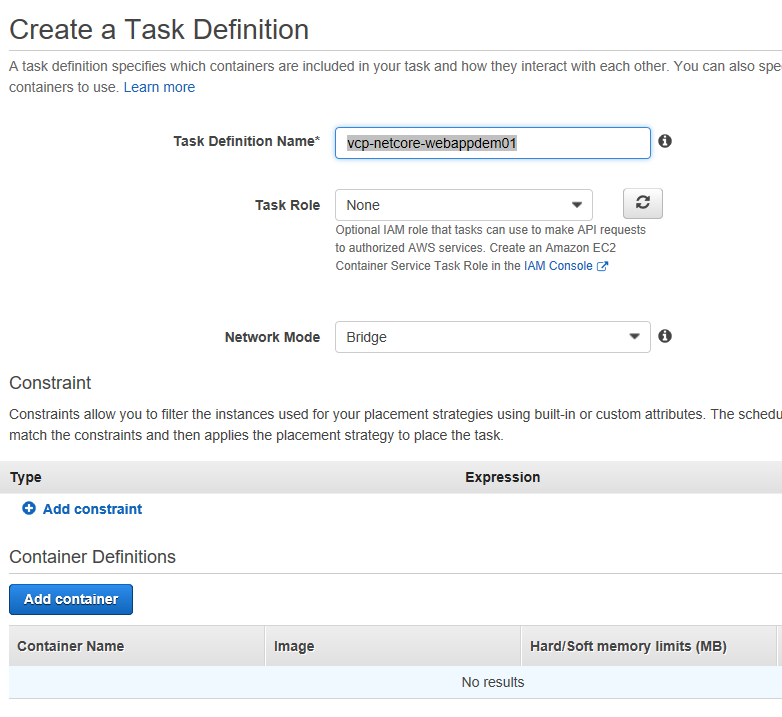 Create a Task Definition
A task definition specifies which containers are included in your task and how they interact with each other. You can also spe
containers to use. Learn more
Task Definition Name* vcp-netcore-webappdem01
Task Role None
Optional IAM role that tasks can use to make API requests
to authorized AWS services. Create an Amazon EC2
Container Service Task Role in the IAM Console
Network Mode Bridge
Constraint
Constraints allow you to filter the instances used for your placement strategies using built-in or custom attributes. The schedu
match the constraints and then applies the placement strategy to place the task.
Type Expression
Add constraint
Container Definitions
Add container
Container Name Image Hard/Soft memory limits (MB)
No results